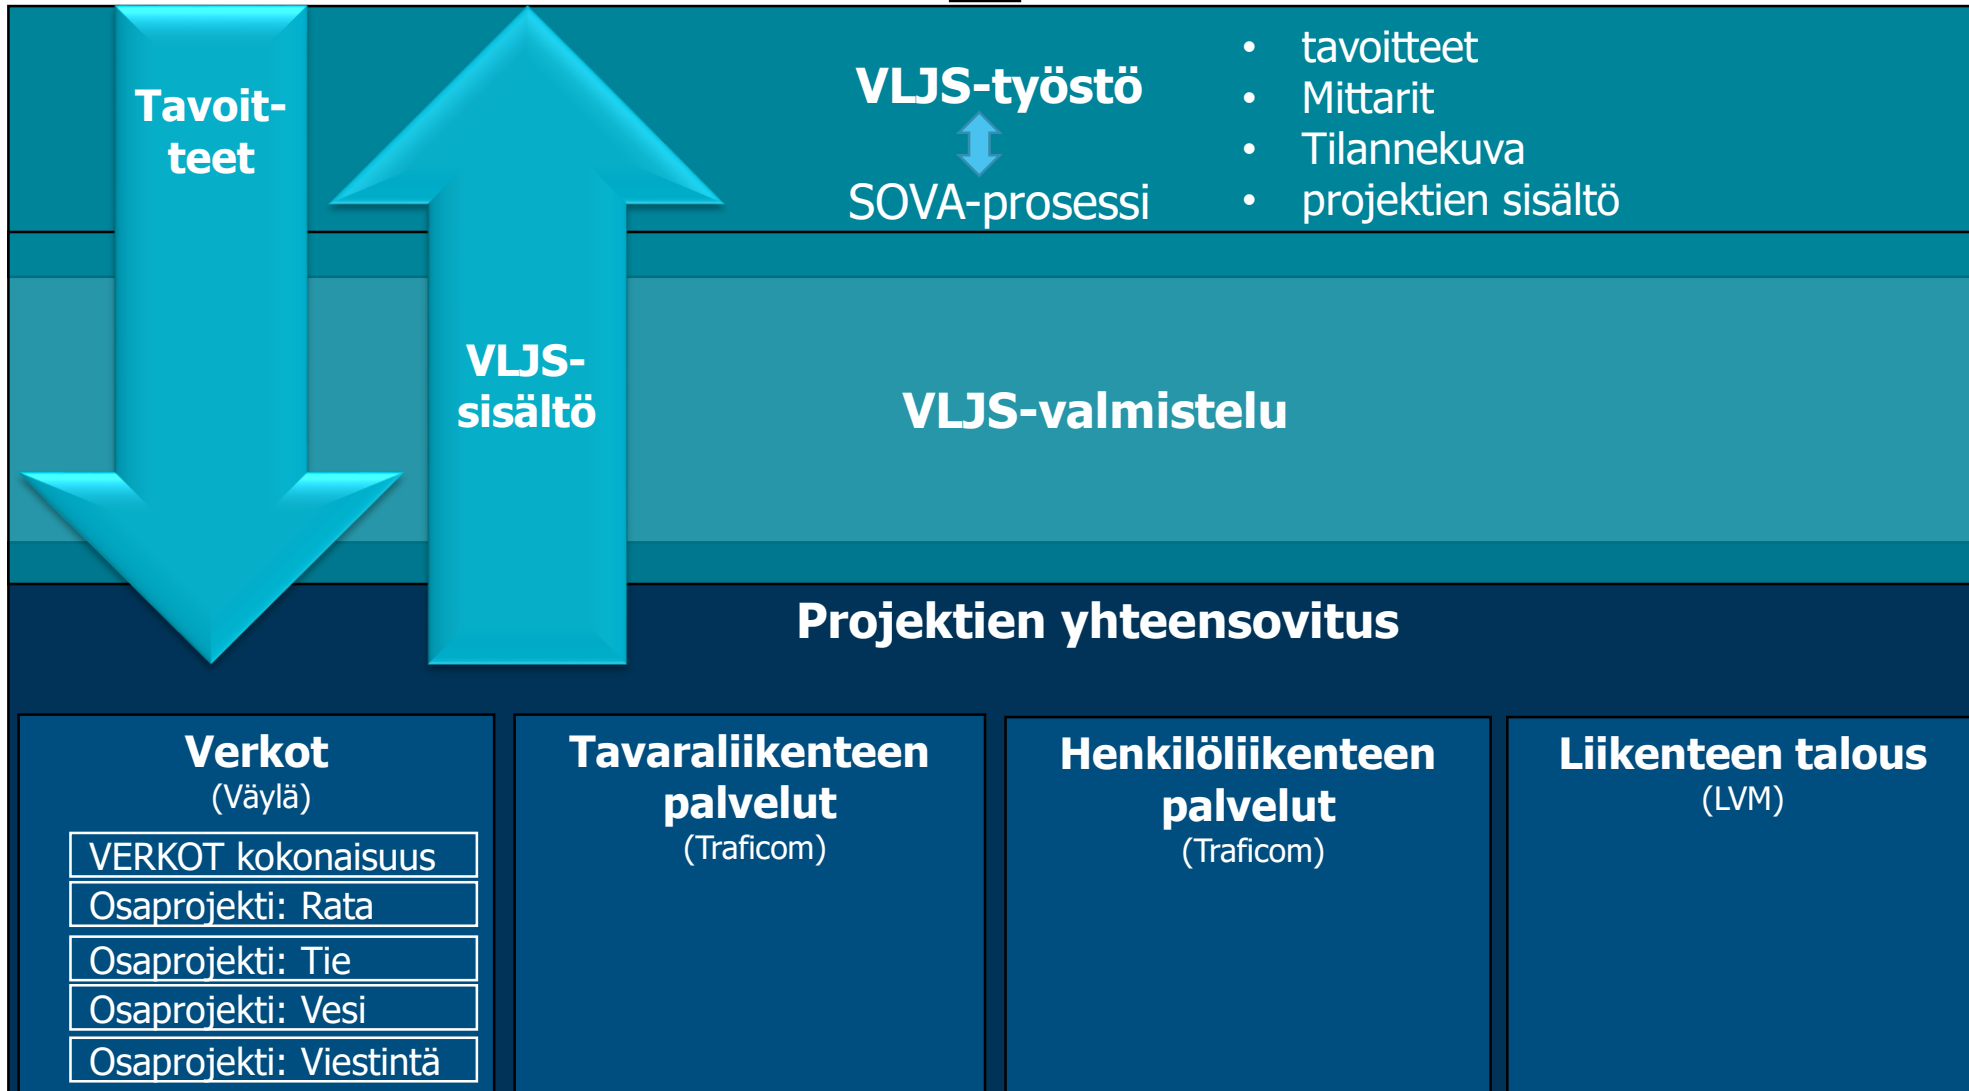 Tavoit-
teet
VLJS-työstö
SOVA-prosessi
• tavoitteet
• Mittarit
• Tilannekuva
• projektien sisältö
VLJS-
sisältö
VLJS-valmistelu
Projektien yhteensovitus
Verkot
(Väylä)
VERKOT kokonaisuus
Osaprojekti: Rata
Osaprojekti: Tie
Osaprojekti: Vesi
Osaprojekti: Viestintä
Tavaraliikenteen
palvelut
(Traficom)
Henkilöliikenteen
palvelut
(Traficom)
Liikenteen talous
(LVM)